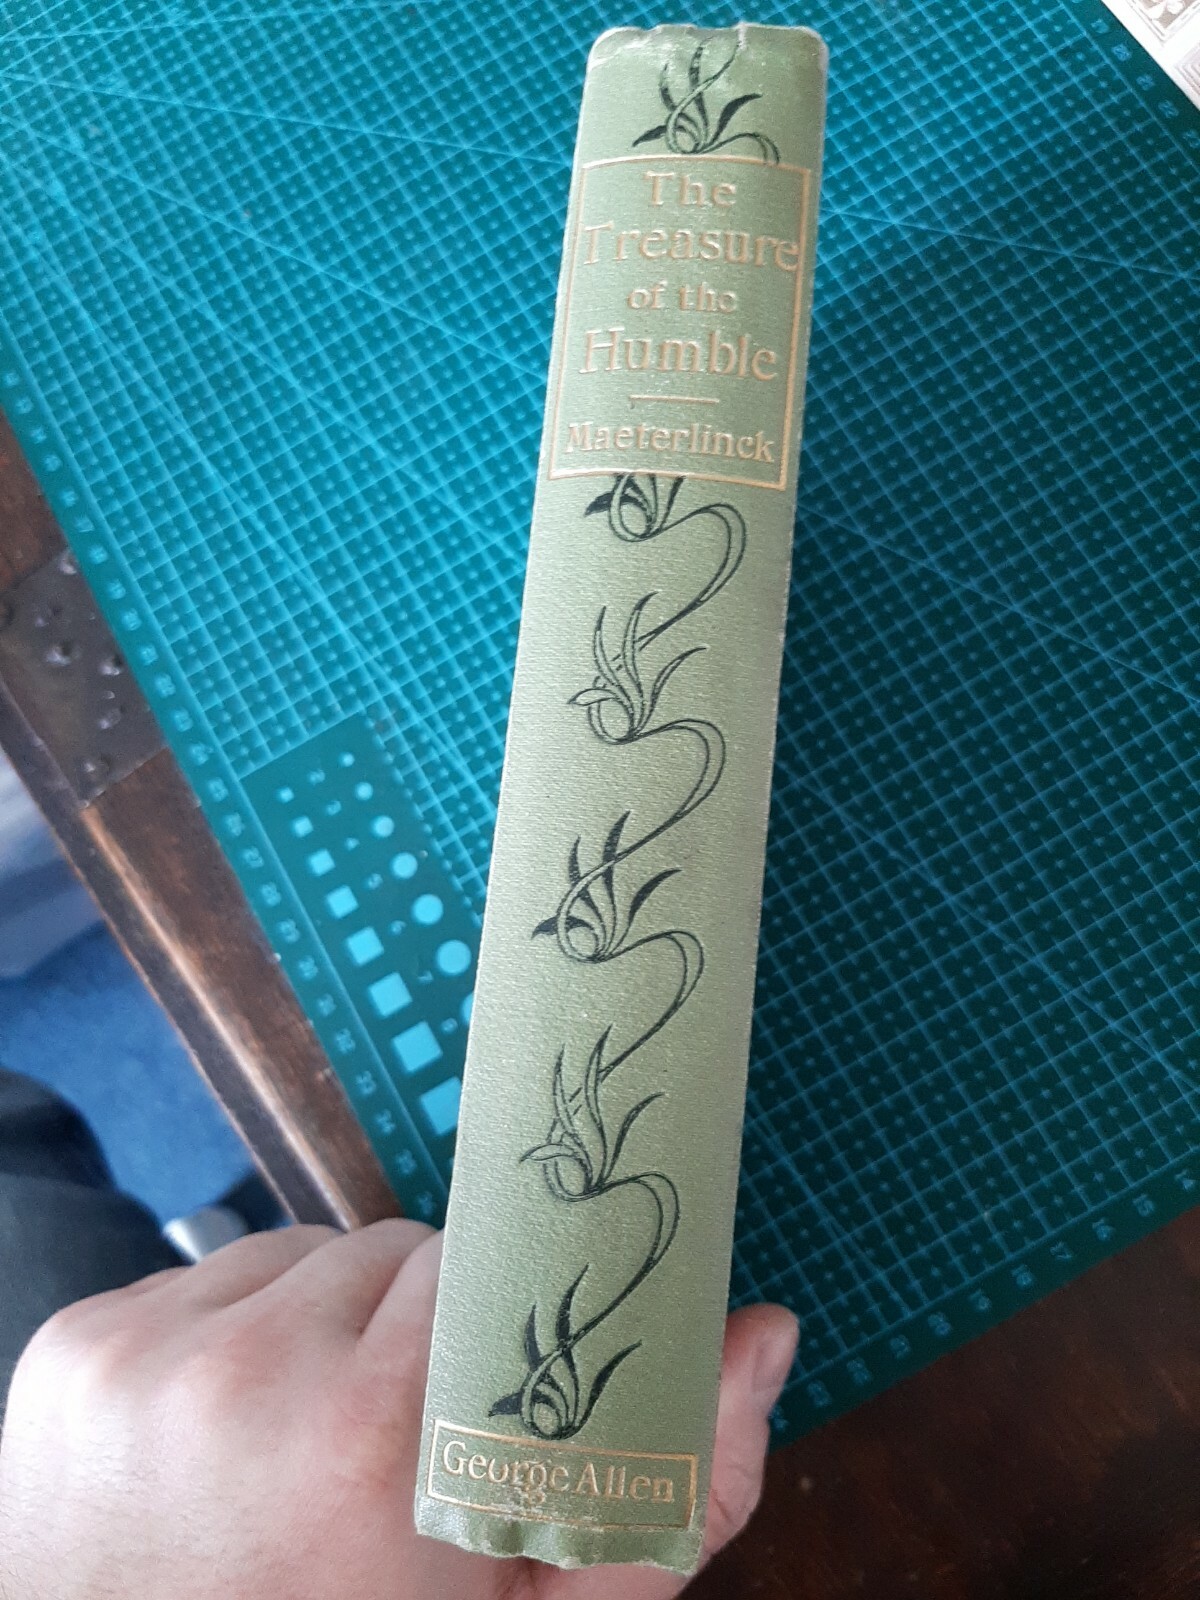 The
Treasure
of the
Humble
Maeterlinck
George Allen